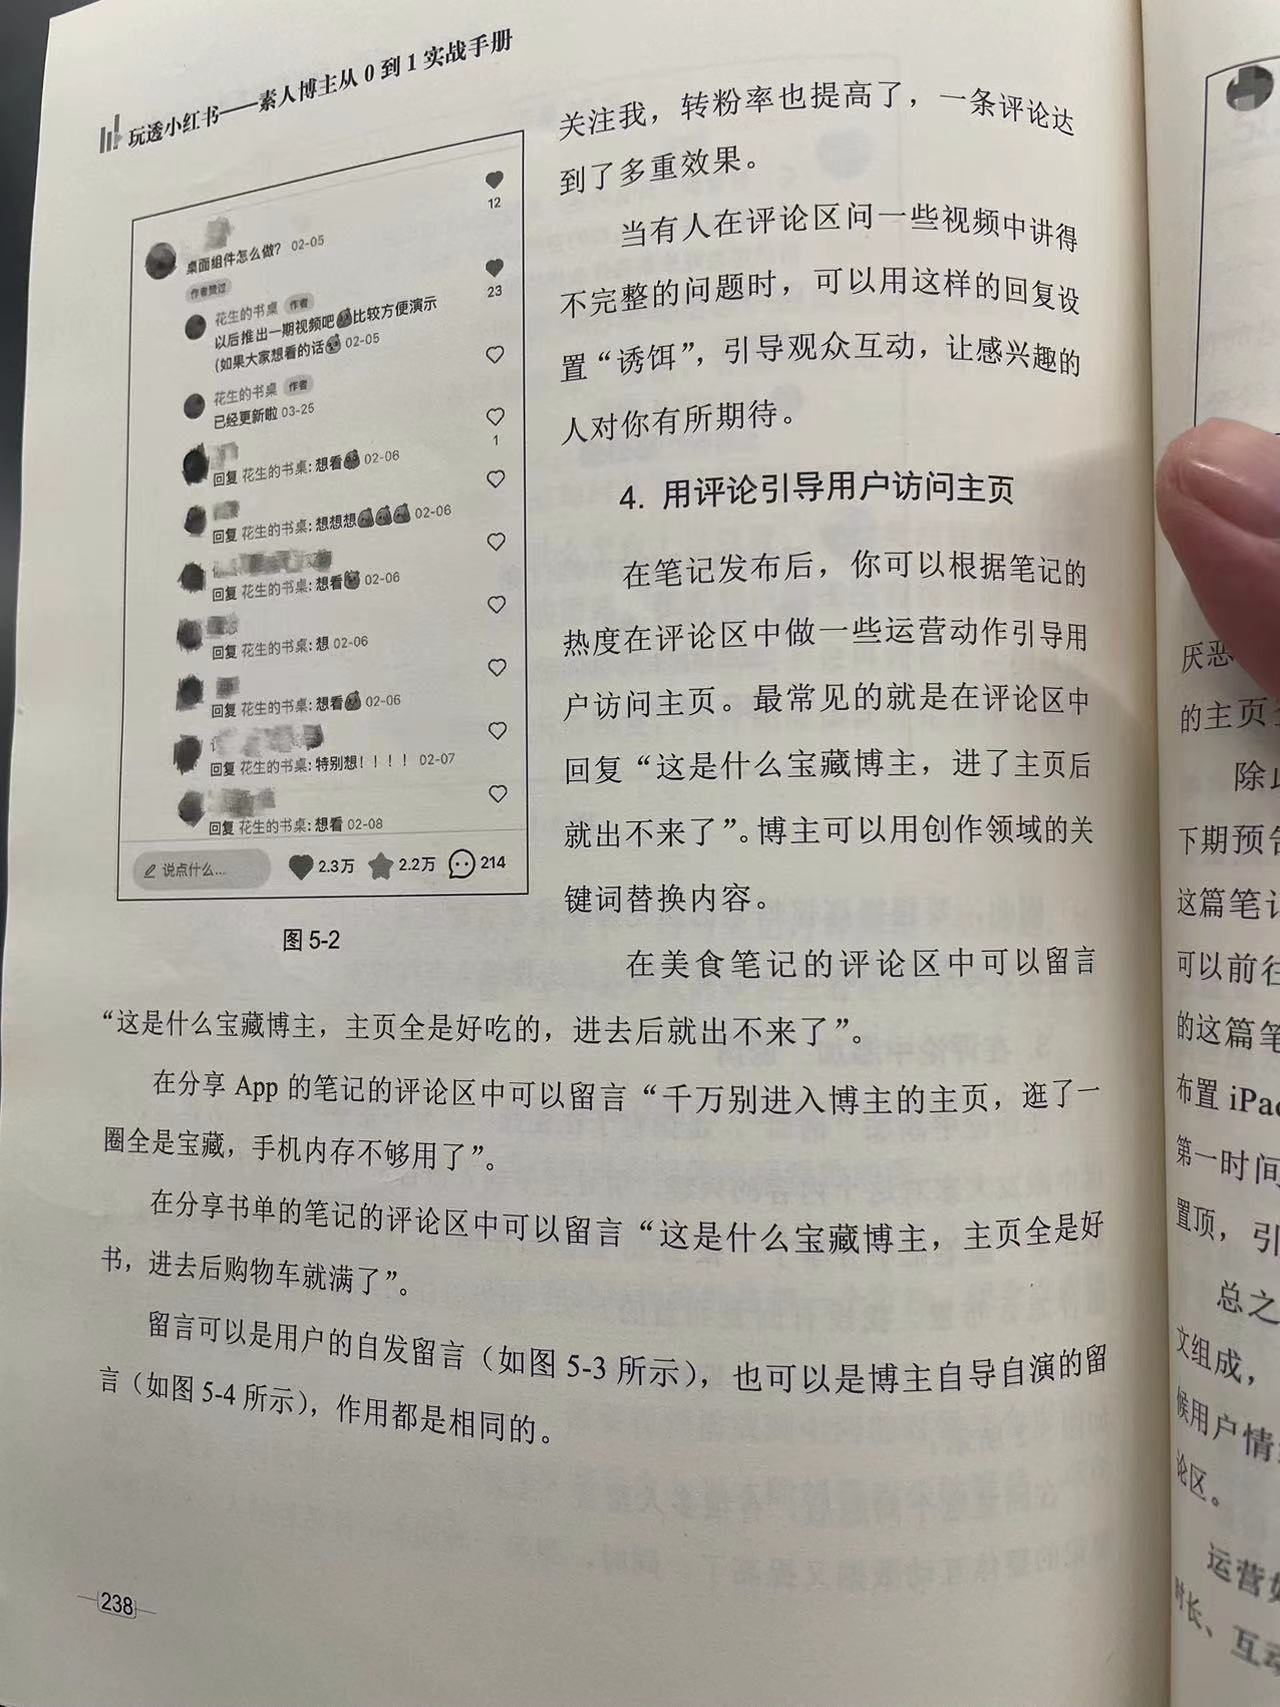 玩透小红书——素人博主从 0 到 1 实战手册
12
桌面组件怎么做? 02-05
作者赞过
23
花生的书桌 作者
以后推出一期视频吧 比较方便演示
(如果大家想看的话 02-05
花生的书桌 作者
已经更新啦 03-25
1
回复 花生的书桌: 想看 02-06
回复 花生的书桌: 想想想 02-06
回复 花生的书桌: 想看 02-06
回复 花生的书桌: 想 02-06
回复 花生的书桌: 想看 02-06
回复 花生的书桌: 特别想!!!! 02-07
回复 花生的书桌: 想看 02-08
说点什么... 2.3万 2.2万 214
图 5-2
关注我，转粉率也提高了，一条评论达
到了多重效果。
当有人在评论区问一些视频中讲得
不完整的问题时，可以用这样的回复设
置“诱饵”，引导观众互动，让感兴趣的
人对你有所期待。
4. 用评论引导用户访问主页
在笔记发布后，你可以根据笔记的
热度在评论区中做一些运营动作引导用
户访问主页。最常见的就是在评论区中
回复“这是什么宝藏博主，进了主页后
就出不来了”。博主可以用创作领域的关
键词替换内容。
在美食笔记的评论区中可以留言
“这是什么宝藏博主，主页全是好吃的，进去后就出不来了”。
在分享 App 的笔记的评论区中可以留言“千万别进入博主的主页，逛了一
圈全是宝藏，手机内存不够用了”。
在分享书单的笔记的评论区中可以留言“这是什么宝藏博主，主页全是好
书，进去后购物车就满了”。
留言可以是用户的自发留言（如图 5-3 所示），也可以是博主自导自演的留
言（如图 5-4 所示），作用都是相同的。
238
厌恶
的主页
除此
下期预告
这篇笔记
可以前往
的这篇笔
布置 iPad
第一时间
置顶，引
总之
文组成，
候用户情
论区。
运营
时长、互动